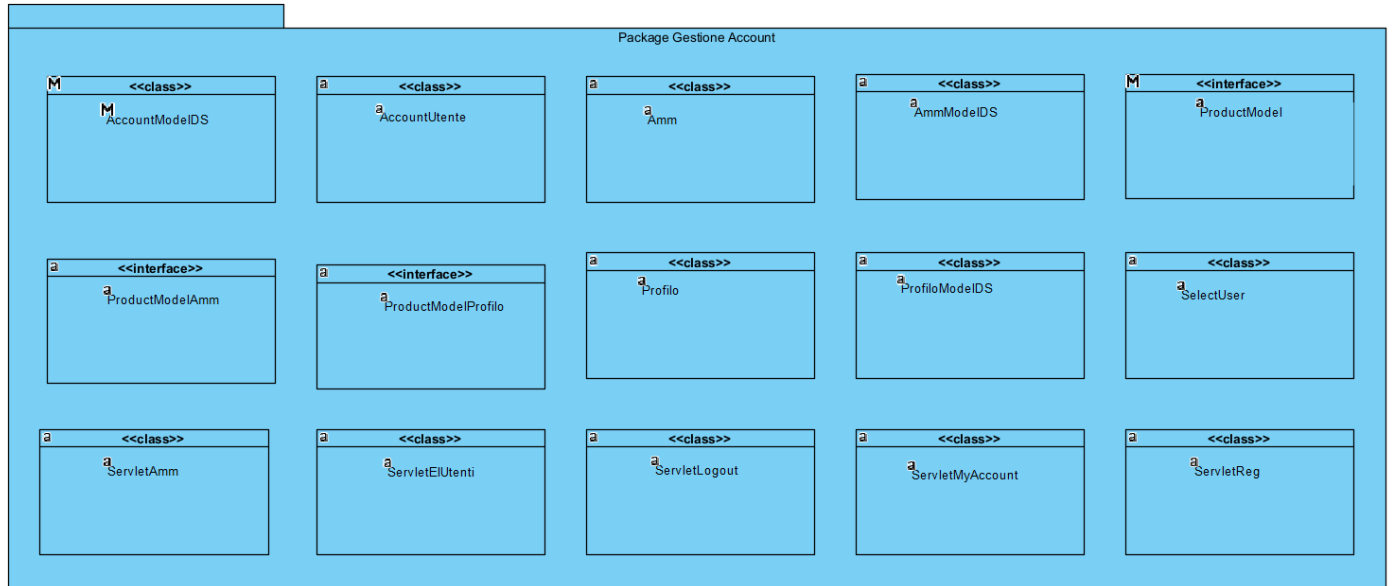 Package Gestione Account
M <<class>>
M AccountModelDS
a <<class>>
a AccountUtente
a <<class>>
a Amm
a <<class>>
a AmmModelDS
M <<interface>>
a ProductModel
a <<interface>>
a ProductModelAmm
a <<interface>>
a ProductModelProfilo
a <<class>>
a Profilo
a <<class>>
a ProfiloModelDS
a <<class>>
a SelectUser
a <<class>>
a ServletAmm
a <<class>>
a ServletElUtenti
a <<class>>
a ServletLogout
a <<class>>
a ServletMyAccount
a <<class>>
a ServletReg